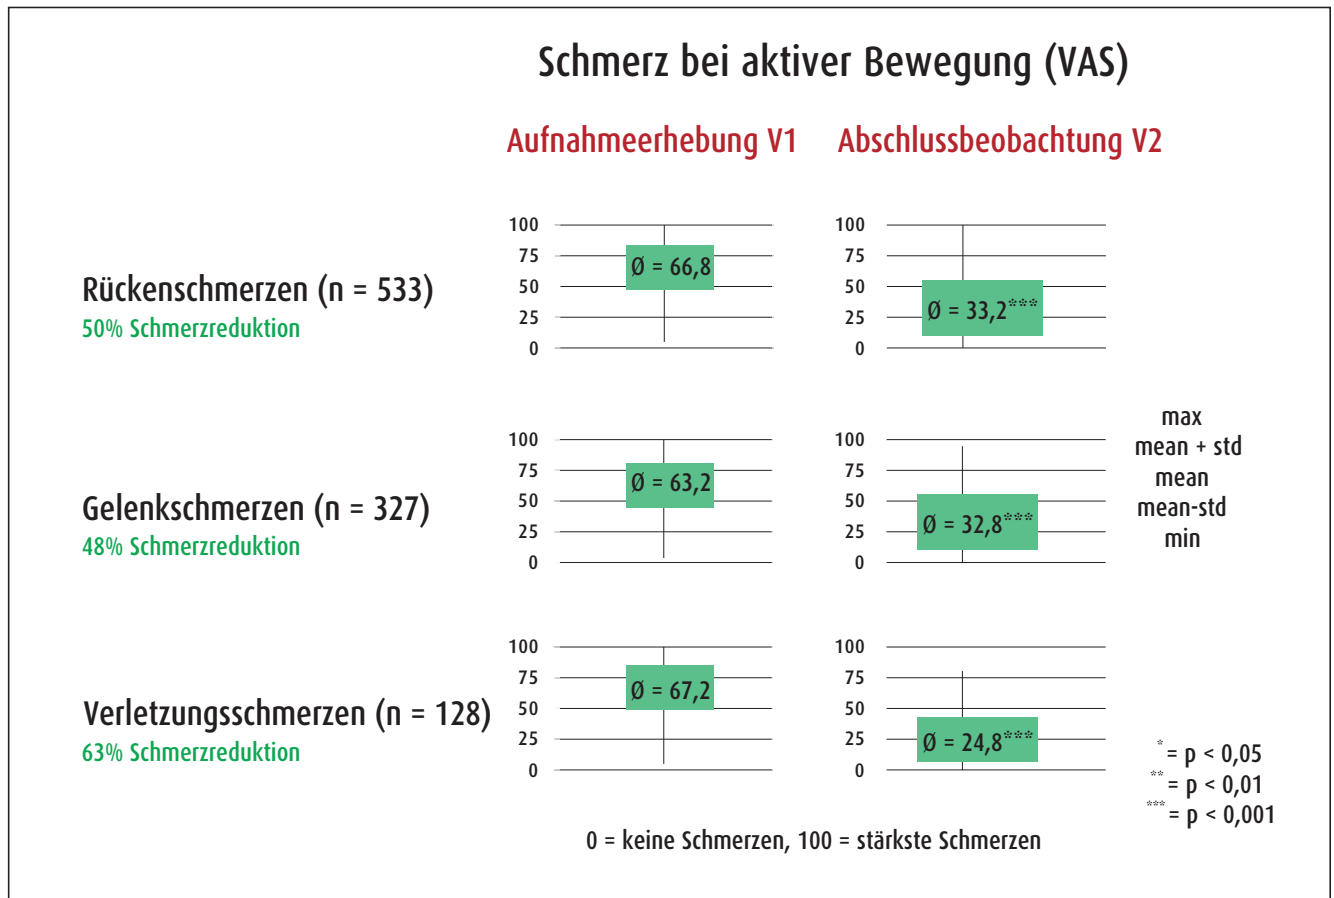 Schmerz bei aktiver Bewegung (VAS)
Aufnahmeerhebung V1
Abschlussbeobachtung V2
Rückenschmerzen (n = 533)
50% Schmerzreduktion
100
75
50
25
0
Ø = 66,8
100
75
50
25
0
Ø = 33,2***
Gelenkschmerzen (n = 327)
48% Schmerzreduktion
100
75
50
25
0
Ø = 63,2
100
75
50
25
0
Ø = 32,8***
max
mean + std
mean
mean-std
min
Verletzungsschmerzen (n = 128)
63% Schmerzreduktion
100
75
50
25
0
Ø = 67,2
100
75
50
25
0
Ø = 24,8***
* = p < 0,05
** = p < 0,01
*** = p < 0,001
0 = keine Schmerzen, 100 = stärkste Schmerzen